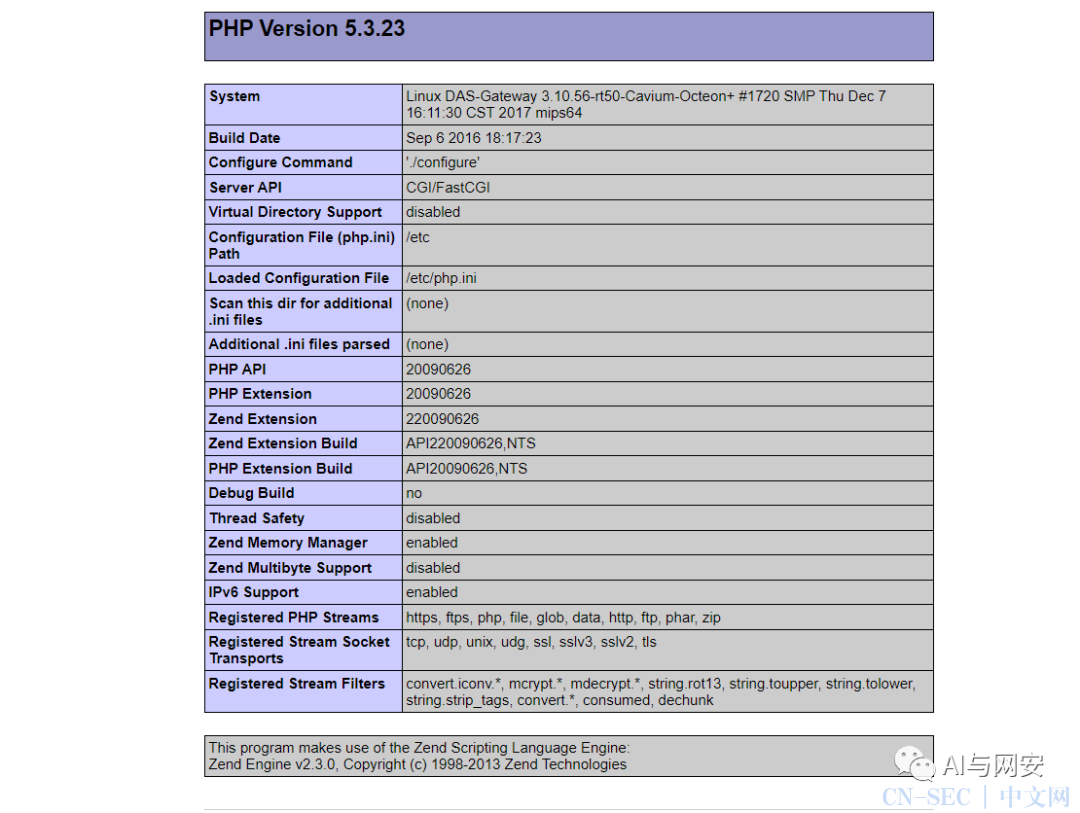 PHP Version 5.3.23
System
Linux DAS-Gateway 3.10.56-rt50-Cavium-Octeon+ #1720 SMP Thu Dec 7
16:11:30 CST 2017 mips64
Build Date
Sep 6 2016 18:17:23
Configure Command
'./configure'
Server API
CGI/FastCGI
Virtual Directory Support
disabled
Configuration File (php.ini)
Path
/etc
Loaded Configuration File
/etc/php.ini
Scan this dir for additional
.ini files
(none)
Additional .ini files parsed
(none)
PHP API
20090626
PHP Extension
20090626
Zend Extension
220090626
Zend Extension Build
API220090626,NTS
PHP Extension Build
API20090626,NTS
Debug Build
no
Thread Safety
disabled
Zend Memory Manager
enabled
Zend Multibyte Support
disabled
IPv6 Support
enabled
Registered PHP Streams
https, ftps, php, file, glob, data, http, ftp, phar, zip
Registered Stream Socket
Transports
tcp, udp, unix, udg, ssl, sslv3, sslv2, tls
Registered Stream Filters
convert.iconv.*, mcrypt.*, mdecrypt.*, string.rot13, string.toupper, string.tolower,
string.strip_tags, convert.*, consumed, dechunk
This program makes use of the Zend Scripting Language Engine:
Zend Engine v2.3.0, Copyright (c) 1998-2013 Zend Technologies
AI与网安
CN-SEC | 中文网